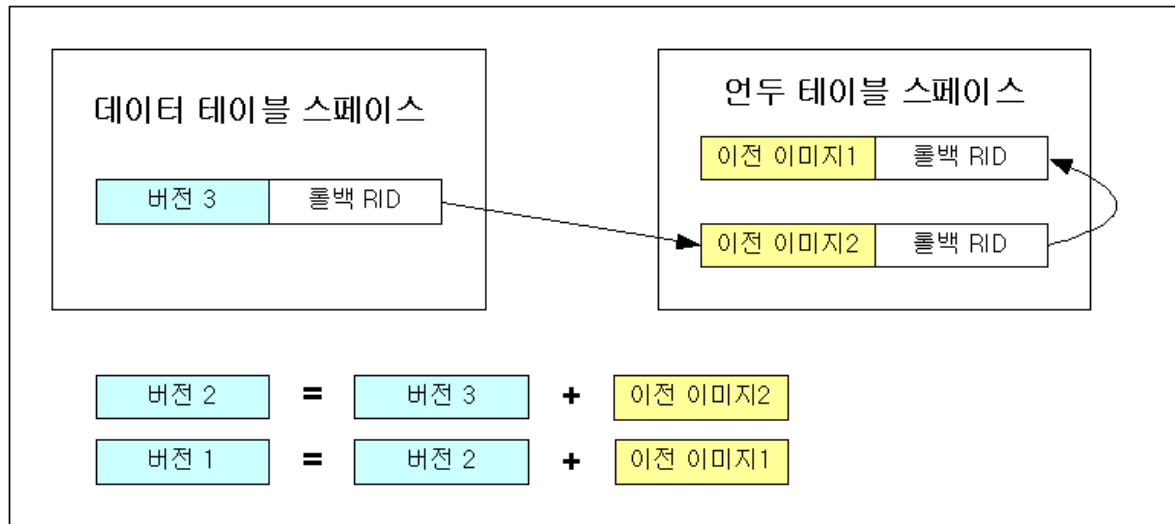 데이터 테이블 스페이스
버전 3 롤백 RID
언두 테이블 스페이스
이전 이미지1 롤백 RID
이전 이미지2 롤백 RID
버전 2 = 버전 3 + 이전 이미지2
버전 1 = 버전 2 + 이전 이미지1